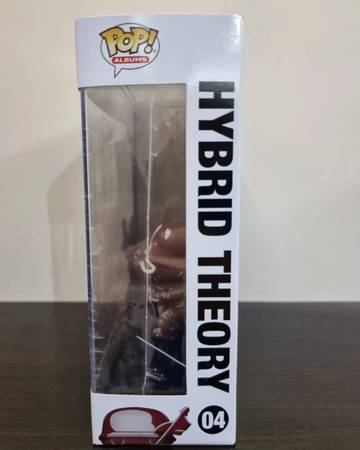 POP!
ALBUMS
HYBRID THEORY
04